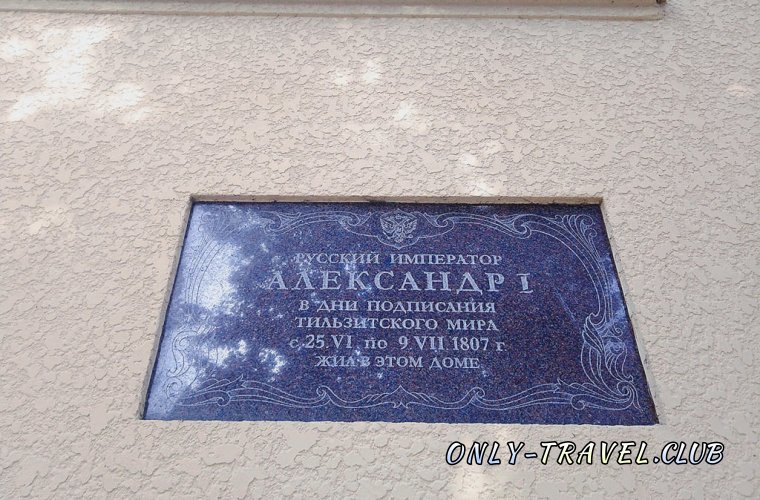 РУССКИЙ ИМПЕРАТОР
АЛЕКСАНДР I
В ДНИ ПОДПИСАНИЯ
ТИЛЬЗИТСКОГО МИРА
с 25.VI. по 9.VII 1807 г.
ЖИЛ В ЭТОМ ДОМЕ
ONLY-TRAVEL.CLUB